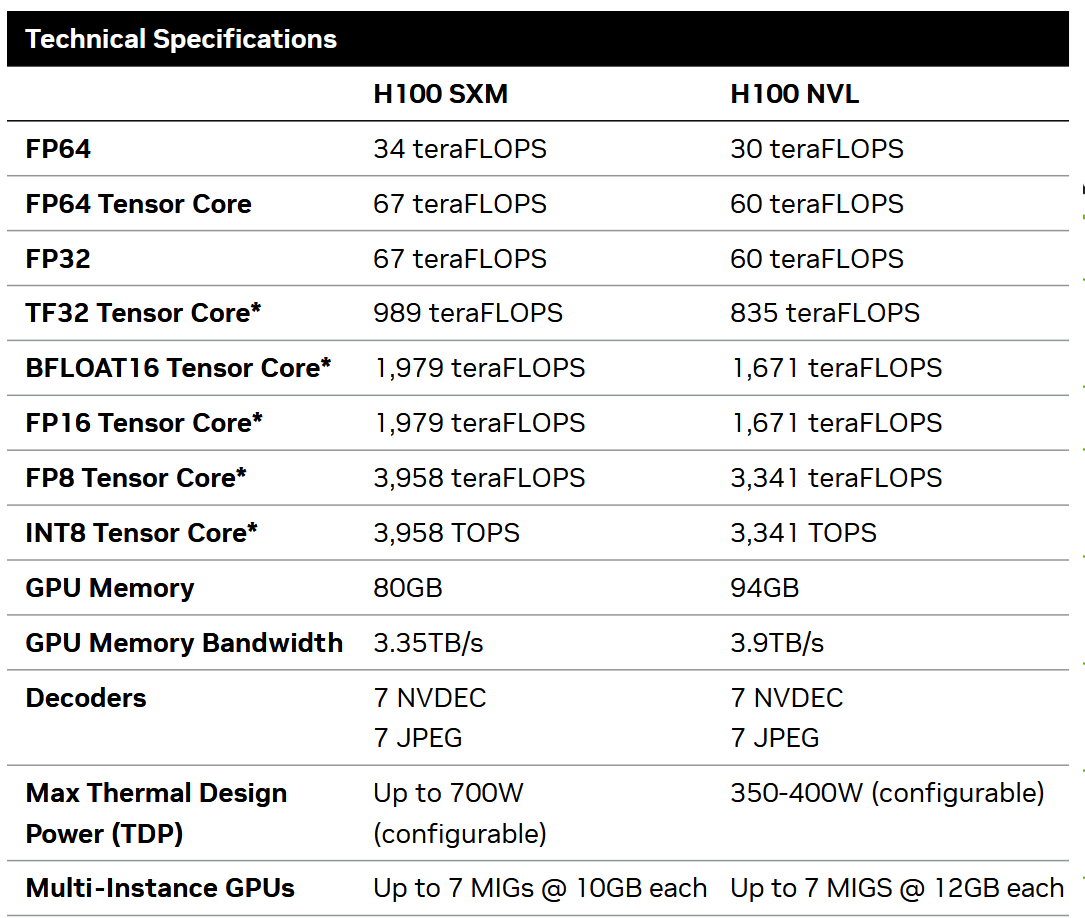 Technical Specifications
H100 SXM H100 NVL
FP64 34 teraFLOPS 30 teraFLOPS
FP64 Tensor Core 67 teraFLOPS 60 teraFLOPS
FP32 67 teraFLOPS 60 teraFLOPS
TF32 Tensor Core* 989 teraFLOPS 835 teraFLOPS
BFLOAT16 Tensor Core* 1,979 teraFLOPS 1,671 teraFLOPS
FP16 Tensor Core* 1,979 teraFLOPS 1,671 teraFLOPS
FP8 Tensor Core* 3,958 teraFLOPS 3,341 teraFLOPS
INT8 Tensor Core* 3,958 TOPS 3,341 TOPS
GPU Memory 80GB 94GB
GPU Memory Bandwidth 3.35TB/s 3.9TB/s
Decoders 7 NVDEC 7 NVDEC
7 JPEG 7 JPEG
Max Thermal Design Up to 700W 350-400W (configurable)
Power (TDP) (configurable)
Multi-Instance GPUs Up to 7 MIGs @ 10GB each Up to 7 MIGS @ 12GB each